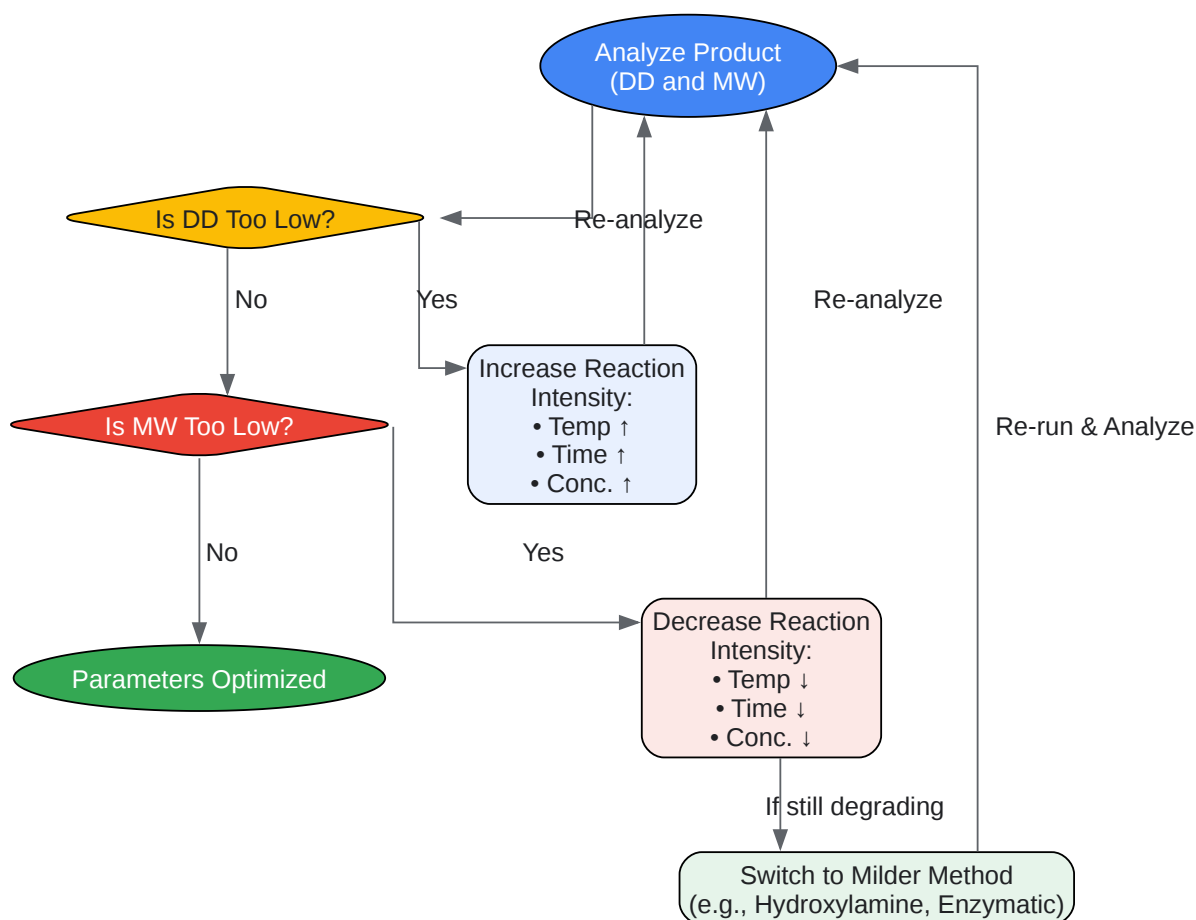 Analyze Product
(DD and MW)
Is DD Too Low?
Re-analyze
No
Yes
Re-analyze
Increase Reaction
Intensity:
• Temp ↑
• Time ↑
• Conc. ↑
Is MW Too Low?
Re-run & Analyze
No
Yes
Decrease Reaction
Intensity:
• Temp ↓
• Time ↓
• Conc. ↓
Parameters Optimized
If still degrading
Switch to Milder Method
(e.g., Hydroxylamine, Enzymatic)